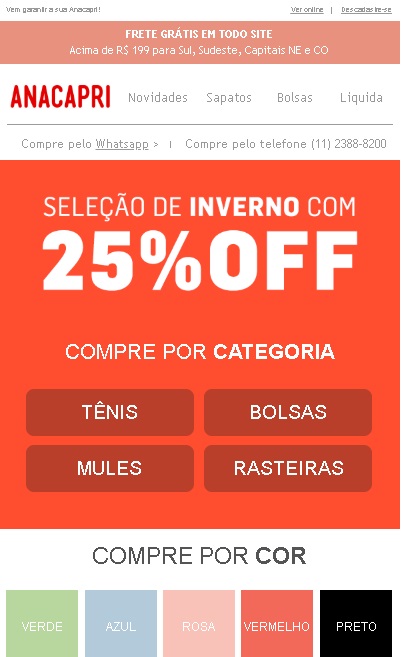 Vem garantir a sua Anacapri!
Ver online | Descadastre-se
FRETE GRÁTIS EM TODO SITE
Acima de R$ 199 para Sul, Sudeste, Capitais NE e CO
ANACAPRI Novidades Sapatos Bolsas Liquida
Compre pelo Whatsapp > | Compre pelo telefone (11) 2388-8200
SELEÇÃO DE INVERNO COM
25%OFF
COMPRE POR CATEGORIA
TÊNIS BOLSAS
MULES RASTEIRAS
COMPRE POR COR
VERDE AZUL ROSA VERMELHO PRETO